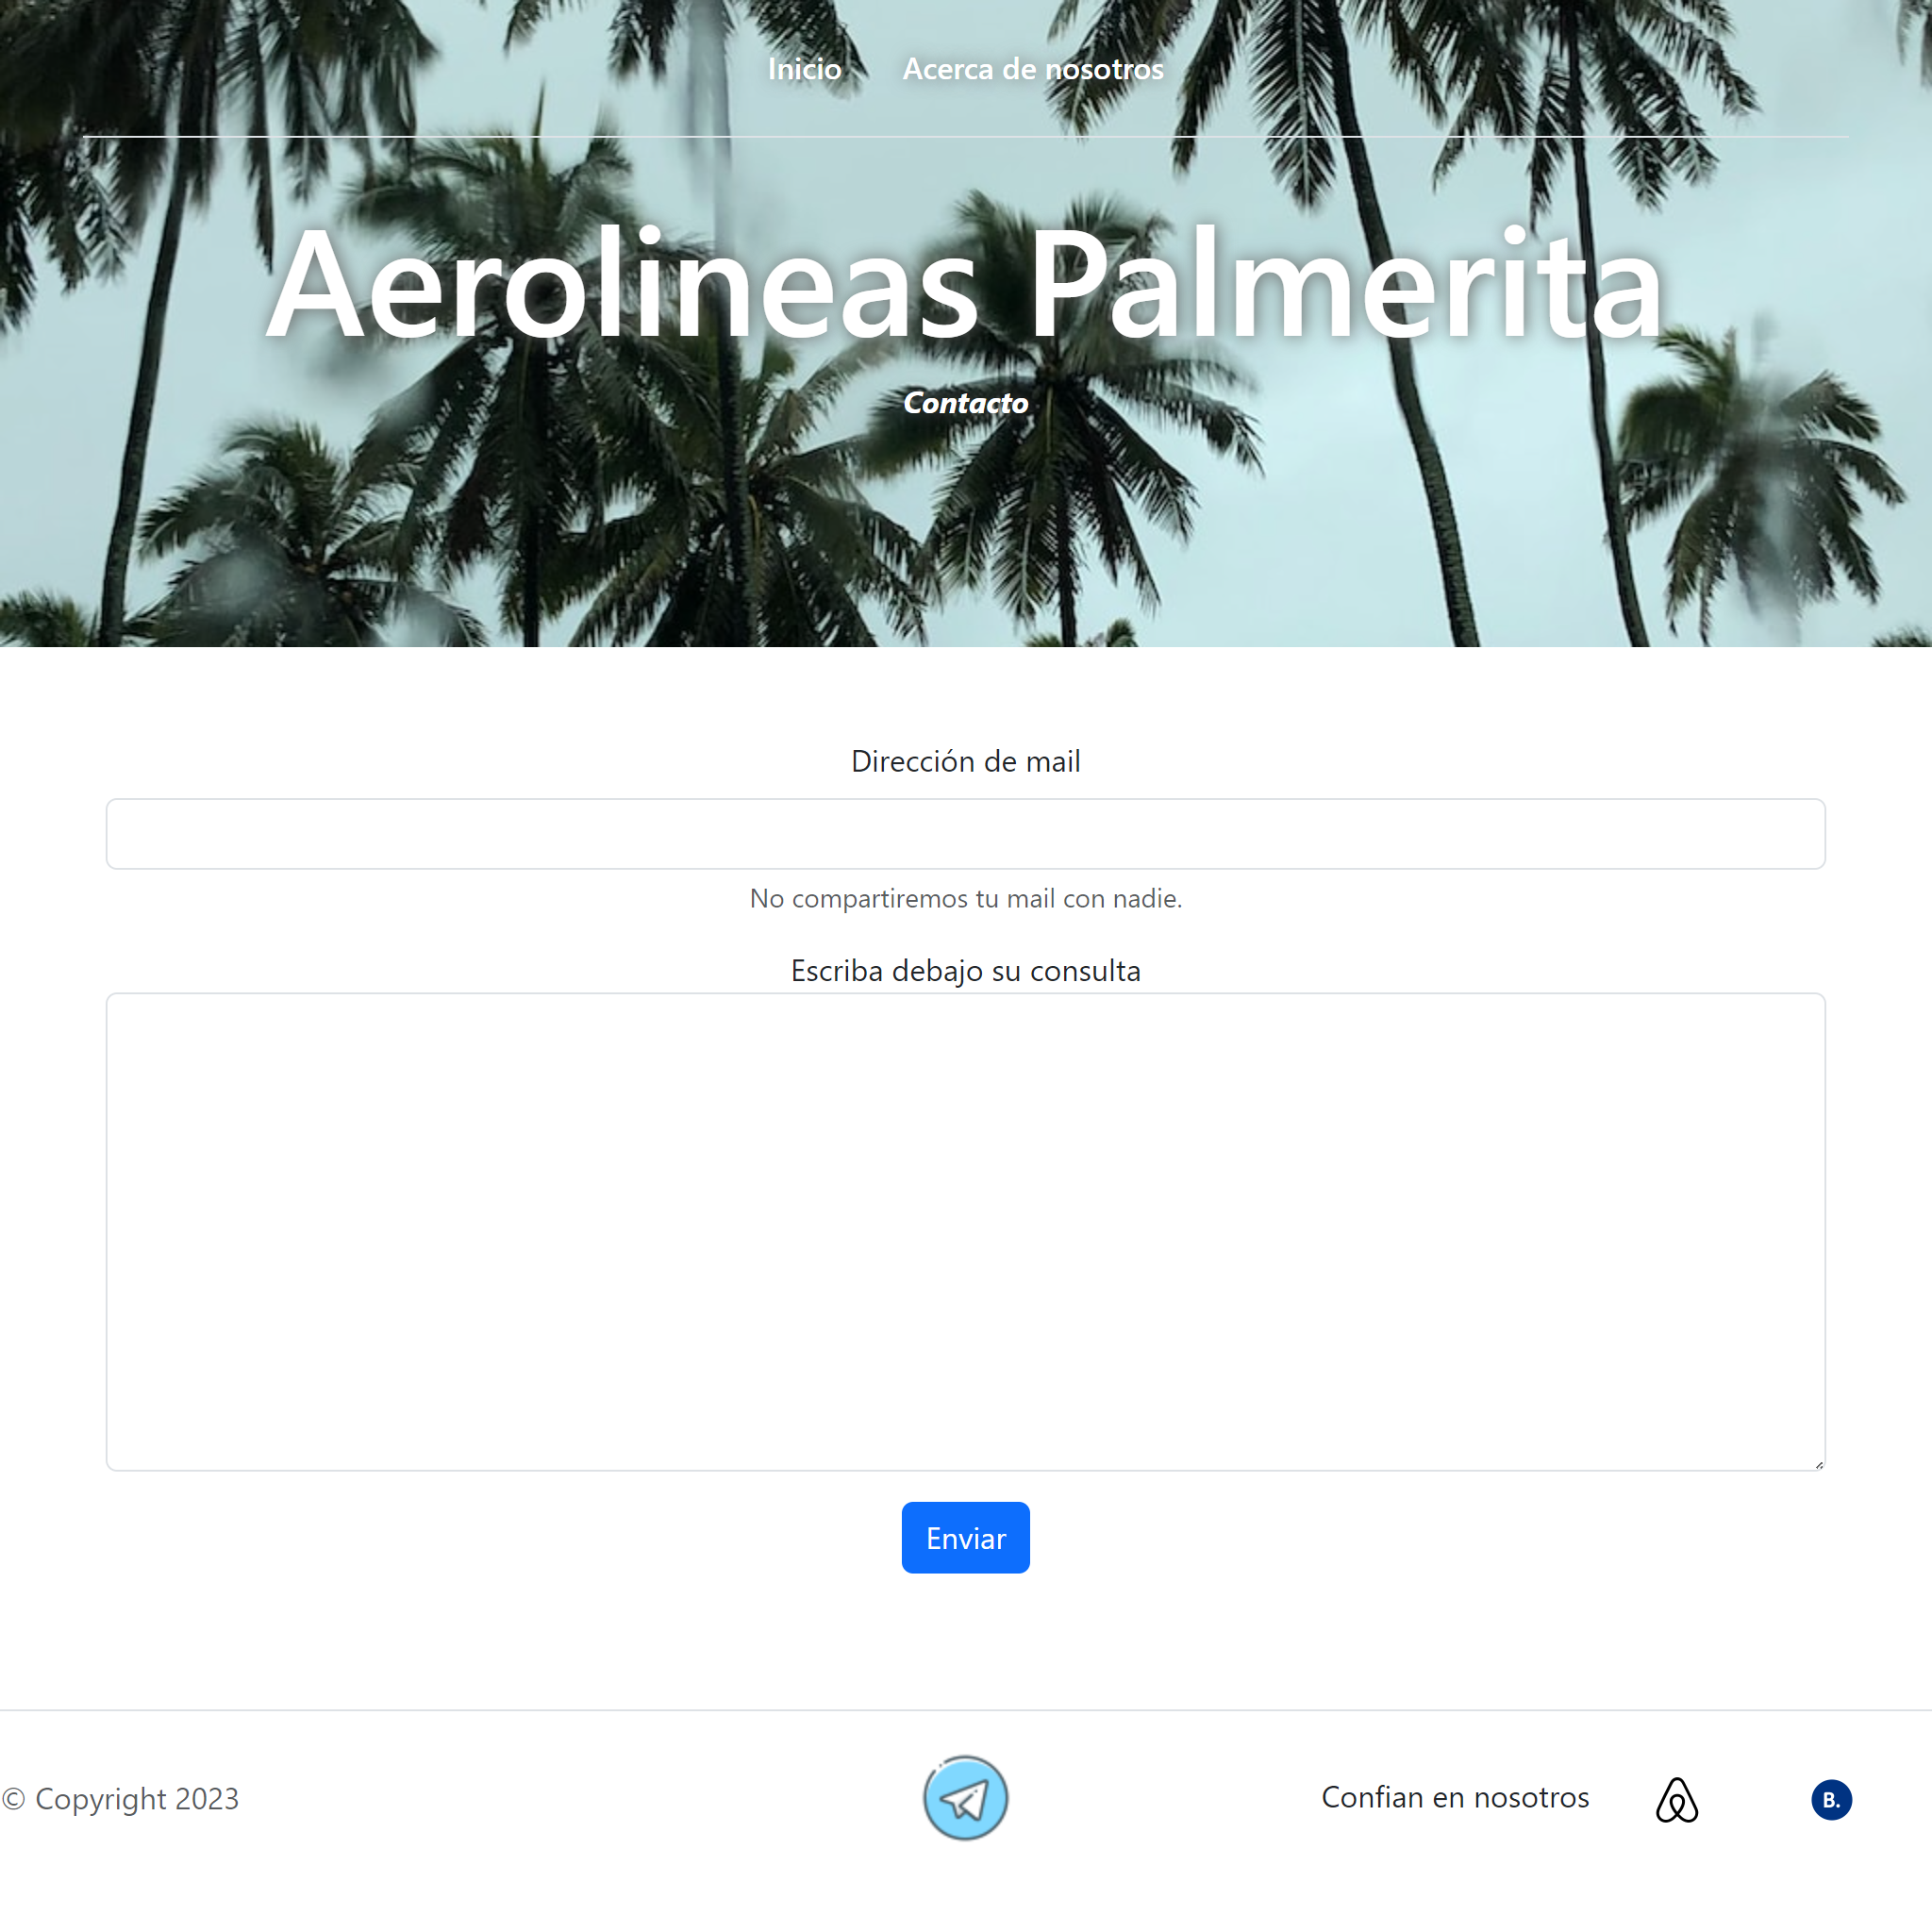 Inicio Acerca de nosotros
Aerolineas Palmerita
Contacto
Dirección de mail
No compartiremos tu mail con nadie.
Escriba debajo su consulta
Enviar
© Copyright 2023
Confian en nosotros
B.